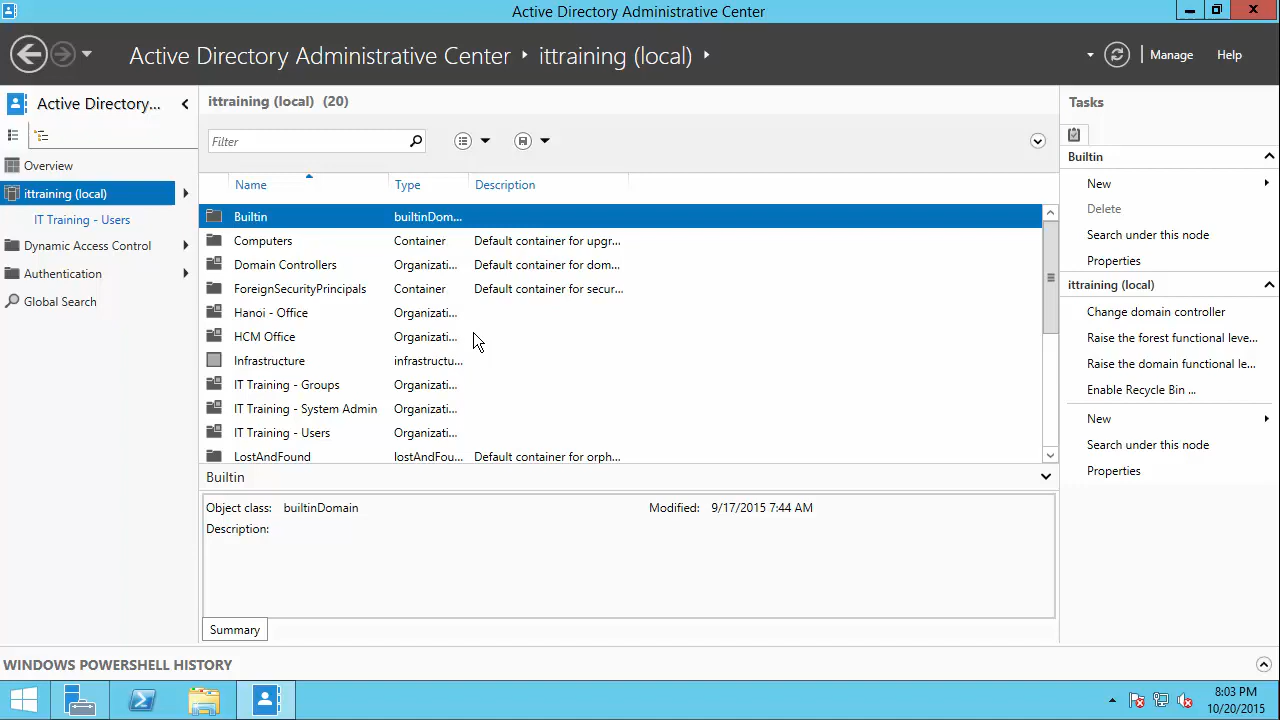 Active Directory Administrative Center
Active Directory Administrative Center ‣ ittraining (local) ‣
Manage
Help
Active Directory...
Overview
ittraining (local)
IT Training - Users
Dynamic Access Control
Authentication
Global Search
ittraining (local) (20)
Filter
Name Type Description
Builtin builtinDom...
Computers Container Default container for upgr...
Domain Controllers Organizati... Default container for dom...
ForeignSecurityPrincipals Container Default container for secur...
Hanoi - Office Organizati...
HCM Office Organizati...
Infrastructure infrastructu...
IT Training - Groups Organizati...
IT Training - System Admin Organizati...
IT Training - Users Organizati...
LostAndFound lostAndFou... Default container for orph...
Builtin
Object class: builtinDomain Modified: 9/17/2015 7:44 AM
Description:
Summary
Tasks
Builtin
New
Delete
Search under this node
Properties
ittraining (local)
Change domain controller
Raise the forest functional leve...
Raise the domain functional le...
Enable Recycle Bin ...
New
Search under this node
Properties
WINDOWS POWERSHELL HISTORY
8:03 PM
10/20/2015